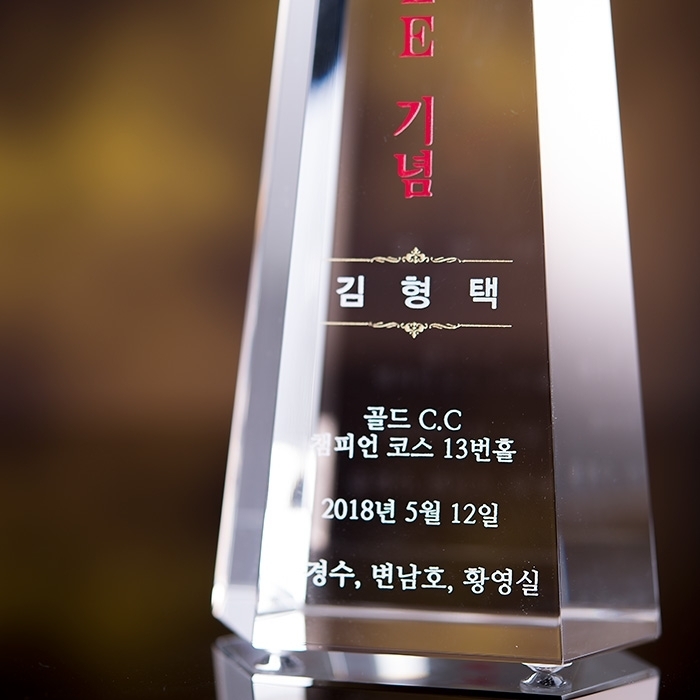 E
기
념
김 형 택
골드 C.C
챔피언 코스 13번홀
2018년 5월 12일
경수, 변남호, 황영실